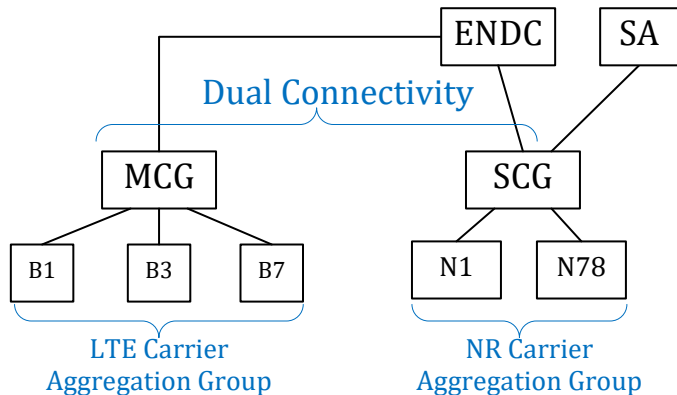 ENDC
SA
Dual Connectivity
MCG
SCG
B1
B3
B7
N1
N78
LTE Carrier
Aggregation Group
NR Carrier
Aggregation Group